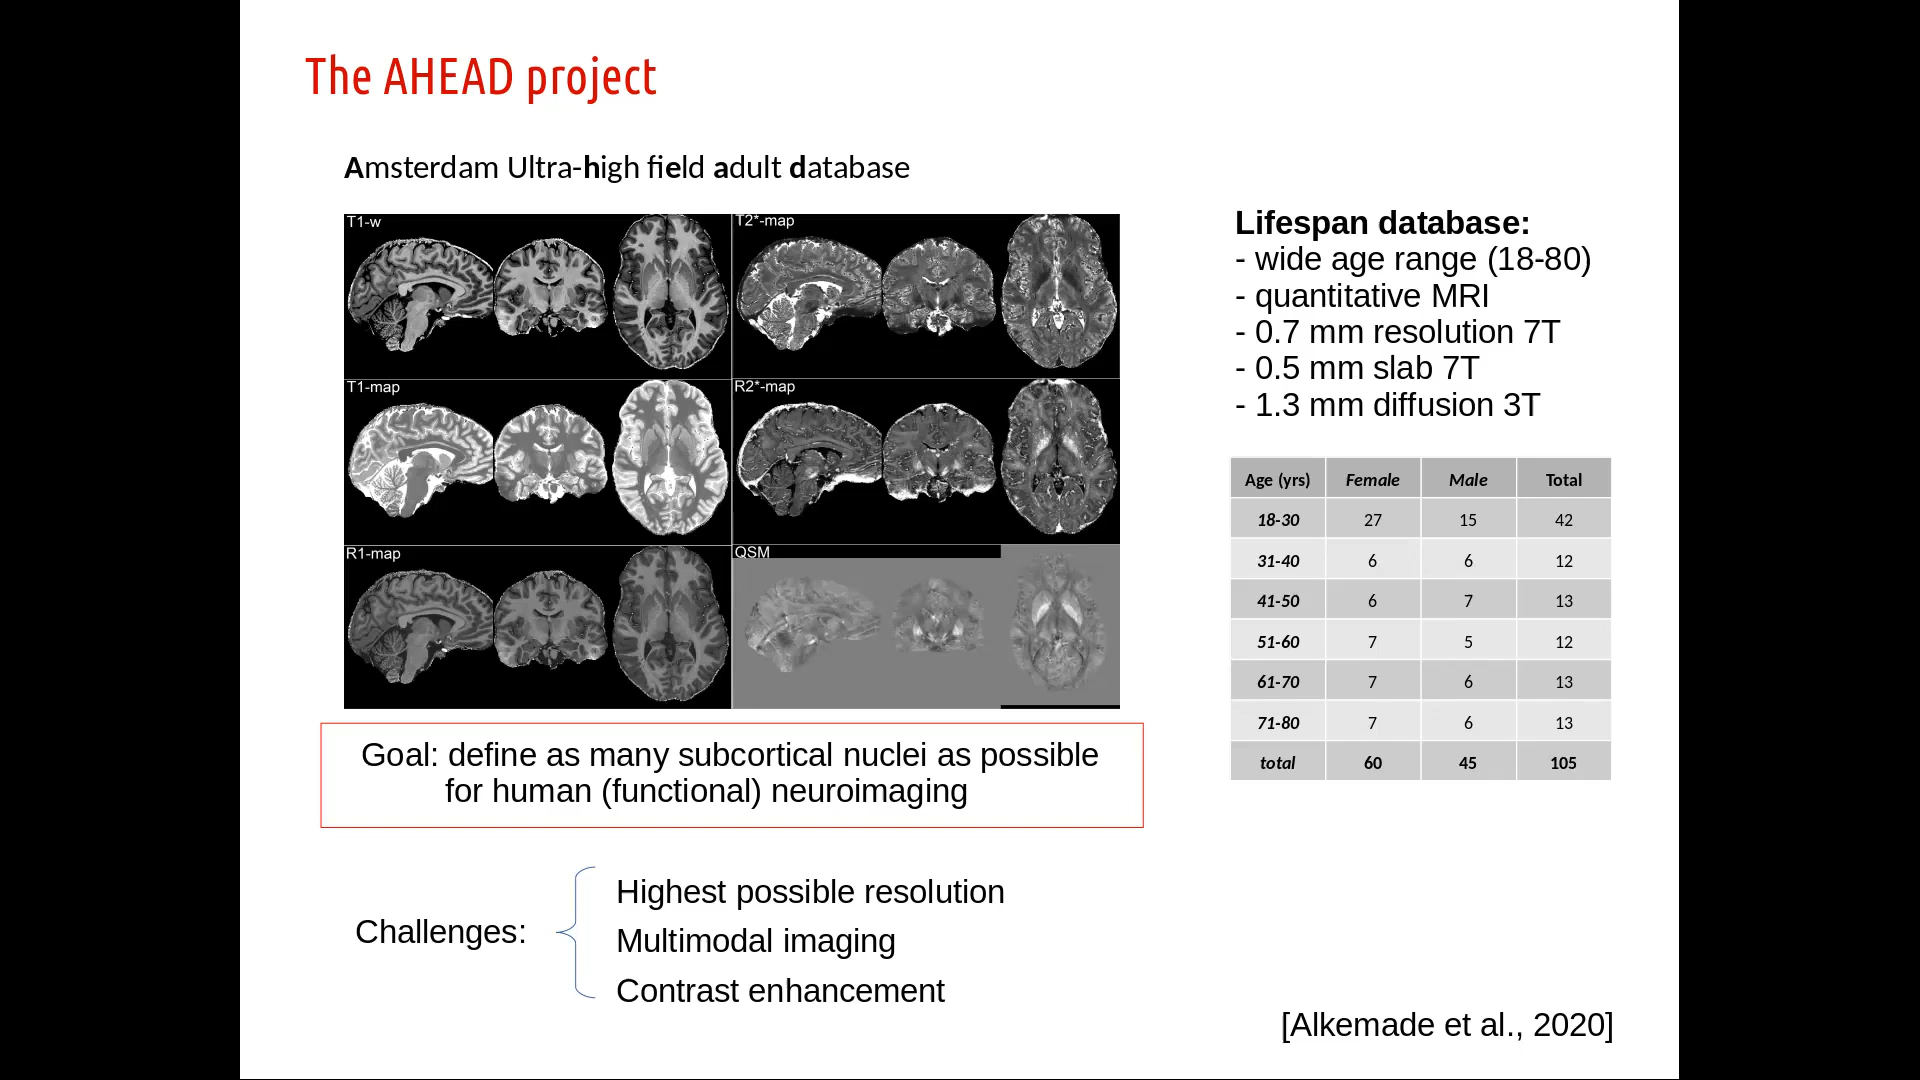 The AHEAD project
Amsterdam Ultra-high field adult database
T1-w
T2*-map
T1-map
R2*-map
R1-map
QSM
Goal: define as many subcortical nuclei as possible
for human (functional) neuroimaging
Challenges:
Highest possible resolution
Multimodal imaging
Contrast enhancement
Lifespan database:
- wide age range (18-80)
- quantitative MRI
- 0.7 mm resolution 7T
- 0.5 mm slab 7T
- 1.3 mm diffusion 3T
Age (yrs) Female Male Total
18-30 27 15 42
31-40 6 6 12
41-50 6 7 13
51-60 7 5 12
61-70 7 6 13
71-80 7 6 13
total 60 45 105
[Alkemade et al., 2020]